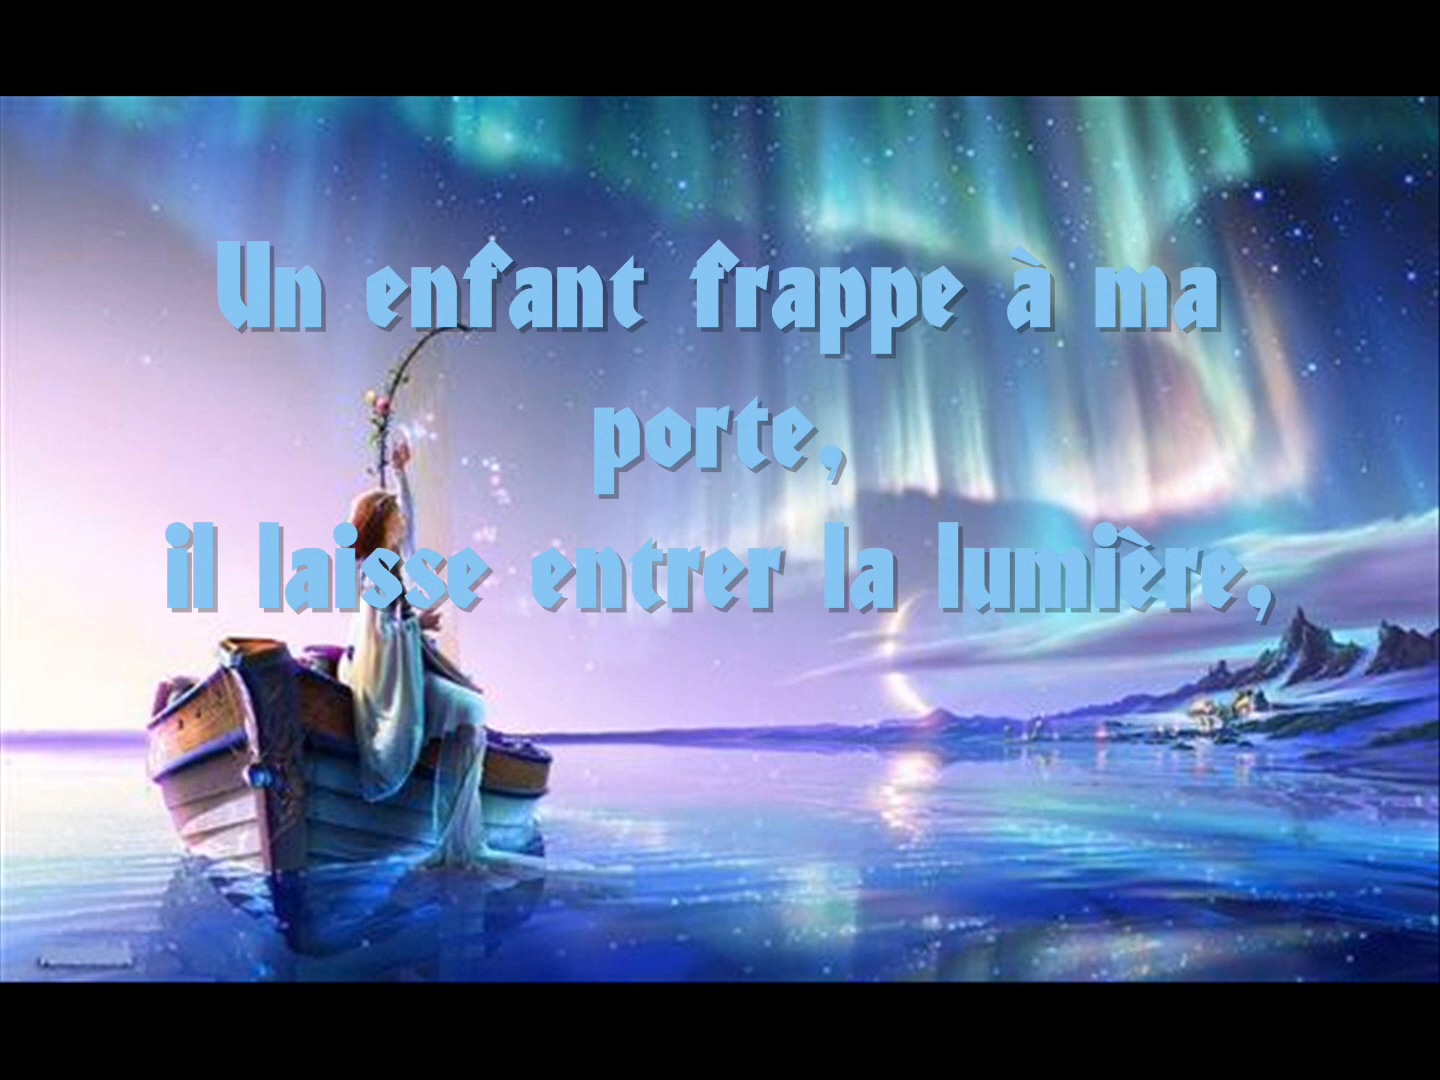 Un enfant frappe à ma
porte,
il laisse entrer la lumière,